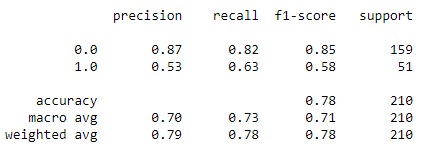 precision recall f1-score support
0.0 0.87 0.82 0.85 159
1.0 0.53 0.63 0.58 51
accuracy 0.78 210
macro avg 0.70 0.73 0.71 210
weighted avg 0.79 0.78 0.78 210